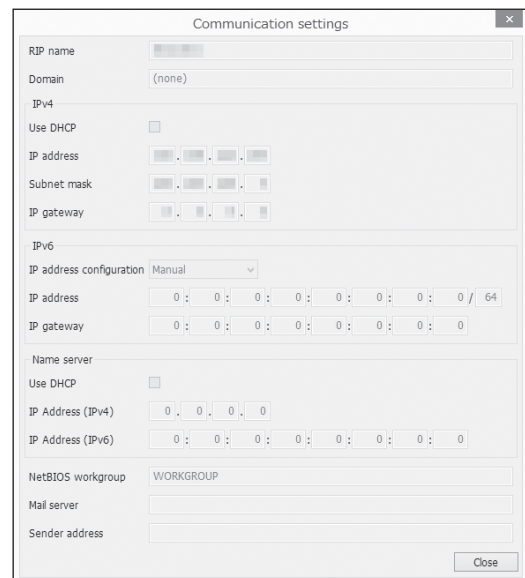 Communication settings
RIP name
Domain (none)
IPv4
Use DHCP
IP address . . .
Subnet mask . . .
IP gateway . . .
IPv6
IP address configuration Manual
IP address 0 : 0 : 0 : 0 : 0 : 0 : 0 : 0 / 64
IP gateway 0 : 0 : 0 : 0 : 0 : 0 : 0 : 0
Name server
Use DHCP
IP Address (IPv4) 0 . 0 . 0 . 0
IP Address (IPv6) 0 : 0 : 0 : 0 : 0 : 0 : 0 : 0
NetBIOS workgroup WORKGROUP
Mail server
Sender address
Close